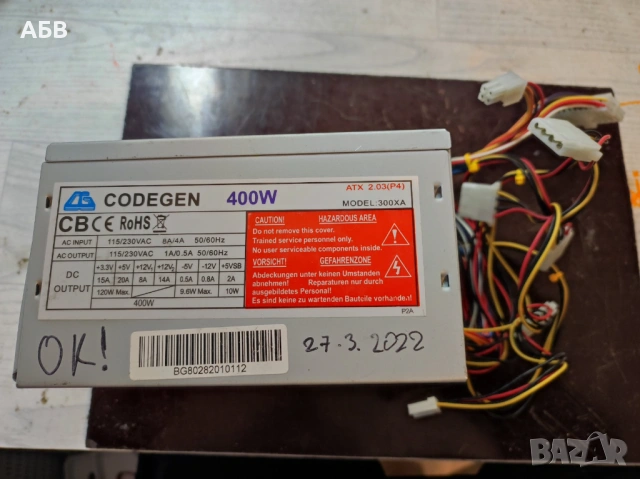 АБВ
CODEGEN 400W
ATX 2.03(P4)
MODEL:300XA
CB CE RoHS
AC INPUT 115/230VAC 8A/4A 50/60Hz
AC OUTPUT 115/230VAC 1A/0.5A 50/60Hz
DC OUTPUT
+3.3V +5V +12V₁ +12V₂ -5V -12V +5VSB
15A 20A 8A 14A 0.5A 0.8A 2A
120W Max. 9.6W Max. 10W
400W
CAUTION! HAZARDOUS AREA
Do not remove this cover.
Trained service personnel only.
No user serviceable components inside.
VORSICHT! GEFAHRENZONE
Abdeckungen unter keinen Umständen
abnehmen. Reparatur nur durch
ausgebildetes Personal!
Es sind keine zu wartenden Bauteile vorhanden.
P2A
OK!
BG80282010112
27.3.2022
BAZAR